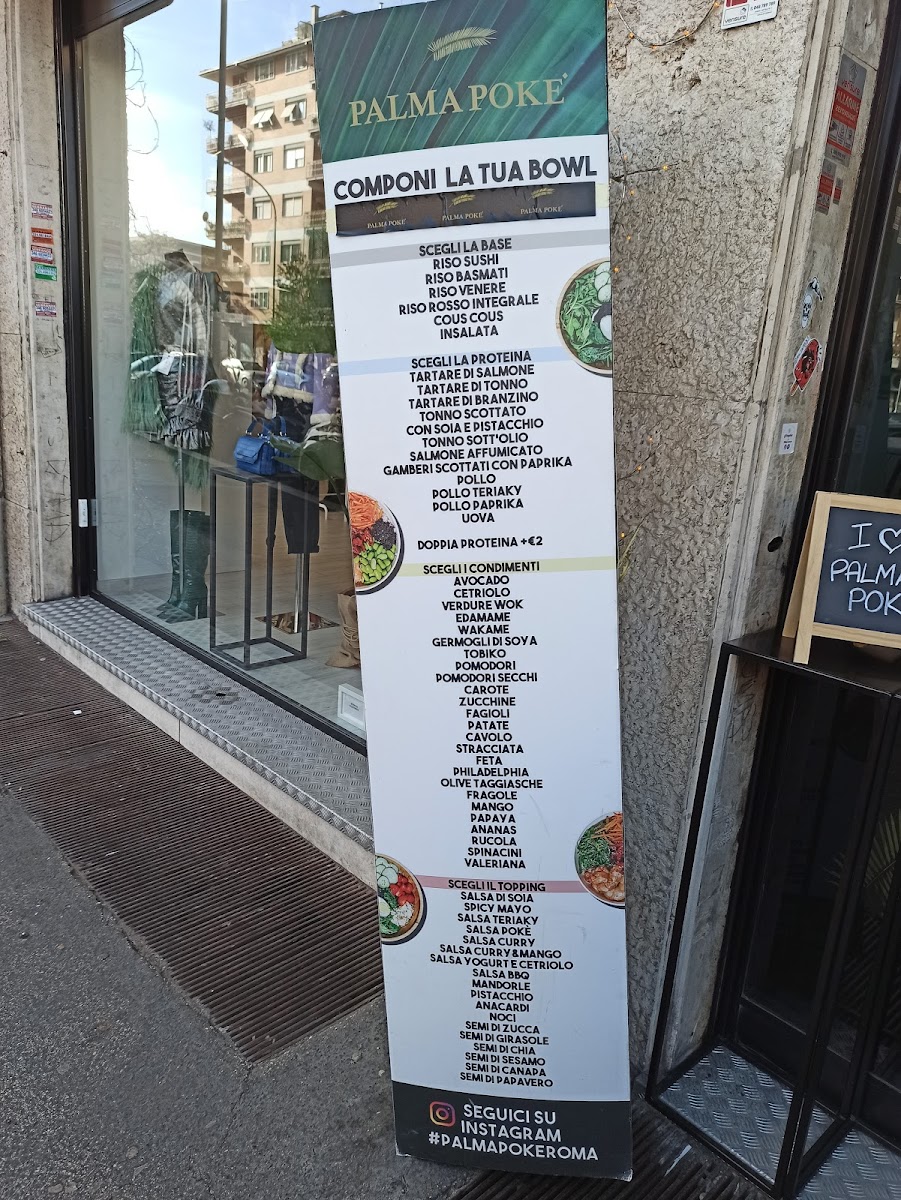 PALMA POKE
COMPONI LA TUA BOWL
PALMA POKE PALMA POKE PALMA POKE
SCEGLI LA BASE
RISO SUSHI
RISO BASMATI
RISO VENERE
RISO ROSSO INTEGRALE
COUS COUS
INSALATA
SCEGLI LA PROTEINA
TARTARE DI SALMONE
TARTARE DI TONNO
TARTARE DI BRANZINO
TONNO SCOTTATO
CON SOIA E PISTACCHIO
TONNO SOTT'OLIO
SALMONE AFFUMICATO
GAMBERI SCOTTATI CON PAPRIKA
POLLO
POLLO TERIAKY
POLLO PAPRIKA
UOVA
DOPPIA PROTEINA +€2
SCEGLI I CONDIMENTI
AVOCADO
CETRIOLO
VERDURE WOK
EDAMAME
WAKAME
GERMOGLI DI SOYA
TOBIKO
POMODORI
POMODORI SECCHI
CAROTE
ZUCCHINE
FAGIOLI
PATATE
CAVOLO
STRACCIATA
FETA
PHILADELPHIA
OLIVE TAGGIASCHE
FRAGOLE
MANGO
PAPAYA
ANANAS
RUCOLA
SPINACINI
VALERIANA
SCEGLI IL TOPPING
SALSA DI SOIA
SPICY MAYO
SALSA TERIAKY
SALSA POKÈ
SALSA CURRY
SALSA CURRY&MANGO
SALSA YOGURT E CETRIOLO
SALSA BBQ
MANDORLE
PISTACCHIO
ANACARDI
NOCI
SEMI DI ZUCCA
SEMI DI GIRASOLE
SEMI DI CHIA
SEMI DI SESAMO
SEMI DI CANAPA
SEMI DI PAPAVERO
SEGUICI SU
INSTAGRAM
#PALMAPOKEROMA
I ♡
PALMA
POK